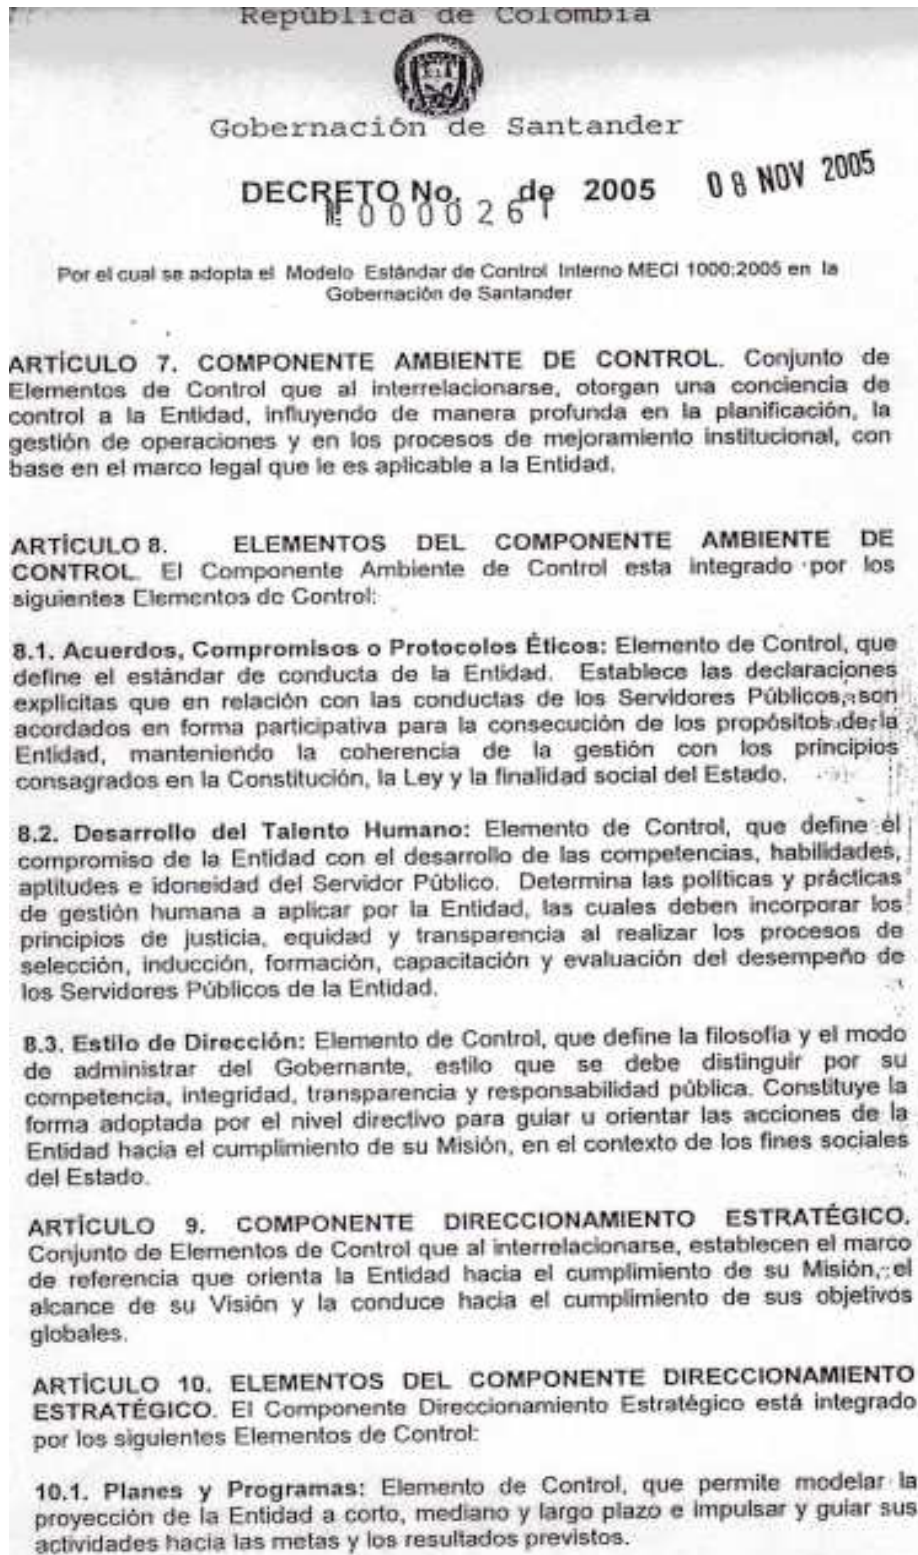 República de Colombia
Gobernación de Santander
DECRETO No. de 2005 08 NOV 2005
№ 0000261
Por el cual se adopta el Modelo Estándar de Control Interno MECI 1000:2005 en la
Gobernación de Santander
ARTÍCULO 7. COMPONENTE AMBIENTE DE CONTROL. Conjunto de
Elementos de Control que al interrelacionarse, otorgan una conciencia de
control a la Entidad, influyendo de manera profunda en la planificación, la
gestión de operaciones y en los procesos de mejoramiento institucional, con
base en el marco legal que le es aplicable a la Entidad.
ARTÍCULO 8. ELEMENTOS DEL COMPONENTE AMBIENTE DE
CONTROL. El Componente Ambiente de Control esta integrado por los
siguientes Elementos de Control:
8.1. Acuerdos, Compromisos o Protocolos Éticos: Elemento de Control, que
define el estándar de conducta de la Entidad. Establece las declaraciones
explicitas que en relación con las conductas de los Servidores Públicos, son
acordados en forma participativa para la consecución de los propósitos de la
Entidad, manteniendo la coherencia de la gestión con los principios
consagrados en la Constitución, la Ley y la finalidad social del Estado.
8.2. Desarrollo del Talento Humano: Elemento de Control, que define el
compromiso de la Entidad con el desarrollo de las competencias, habilidades,
aptitudes e idoneidad del Servidor Público. Determina las políticas y prácticas
de gestión humana a aplicar por la Entidad, las cuales deben incorporar los
principios de justicia, equidad y transparencia al realizar los procesos de
selección, inducción, formación, capacitación y evaluación del desempeño de
los Servidores Públicos de la Entidad.
8.3. Estilo de Dirección: Elemento de Control, que define la filosofía y el modo
de administrar del Gobernante, estilo que se debe distinguir por su
competencia, integridad, transparencia y responsabilidad pública. Constituye la
forma adoptada por el nivel directivo para guiar u orientar las acciones de la
Entidad hacia el cumplimiento de su Misión, en el contexto de los fines sociales
del Estado.
ARTÍCULO 9. COMPONENTE DIRECCIONAMIENTO ESTRATÉGICO.
Conjunto de Elementos de Control que al interrelacionarse, establecen el marco
de referencia que orienta la Entidad hacia el cumplimiento de su Misión, el
alcance de su Visión y la conduce hacia el cumplimiento de sus objetivos
globales.
ARTÍCULO 10. ELEMENTOS DEL COMPONENTE DIRECCIONAMIENTO
ESTRATÉGICO. El Componente Direccionamiento Estratégico está integrado
por los siguientes Elementos de Control:
10.1. Planes y Programas: Elemento de Control, que permite modelar la
proyección de la Entidad a corto, mediano y largo plazo e impulsar y guiar sus
actividades hacia las metas y los resultados previstos.